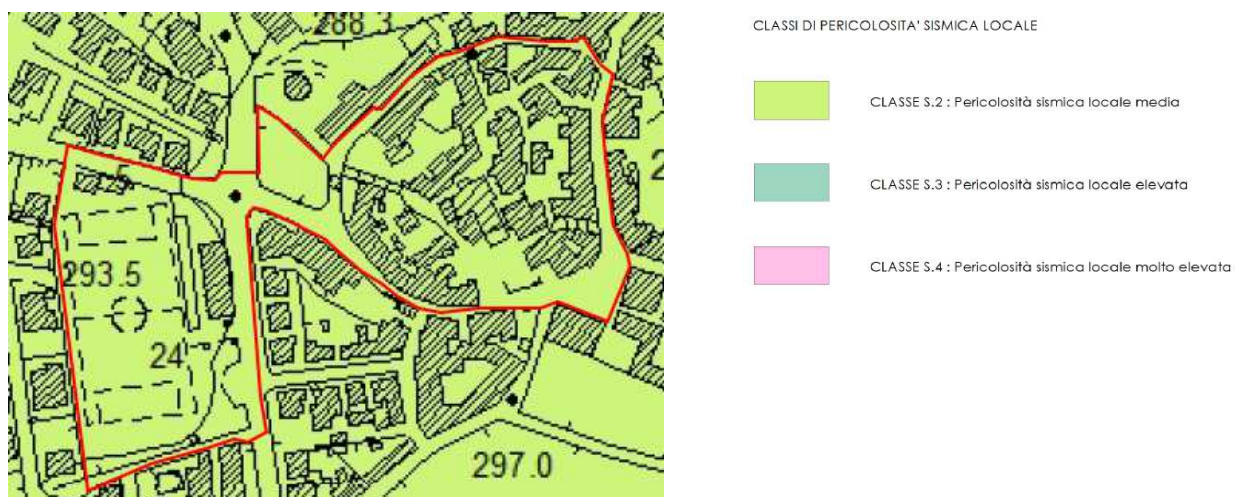 288.3
293.5
24
297.0
2
CLASSI DI PERICOLOSITA' SISMICA LOCALE
CLASSE S.2 : Pericolosità sismica locale media
CLASSE S.3 : Pericolosità sismica locale elevata
CLASSE S.4 : Pericolosità sismica locale molto elevata